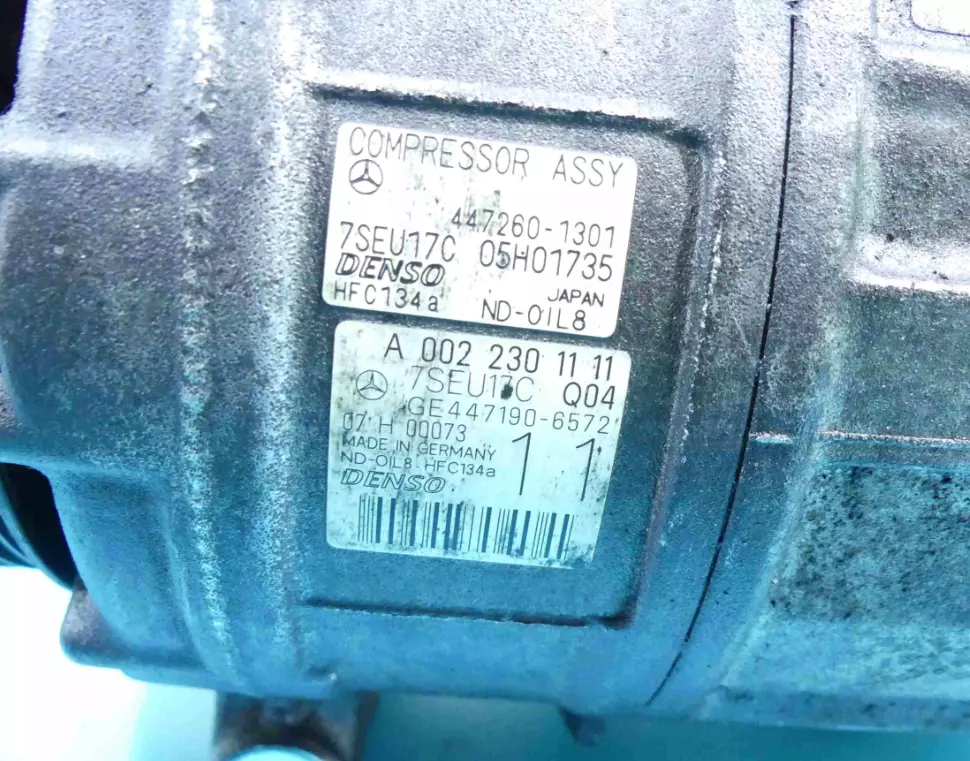 COMPRESSOR ASSY
447260-1301
7SEU17C 05H01735
DENSO JAPAN
HFC134a ND-OIL8
A 002 230 11 11
7SEU17C Q04
GE447190-6572
07 H 00073
MADE IN GERMANY 1 1
ND-OIL8 HFC134a
DENSO